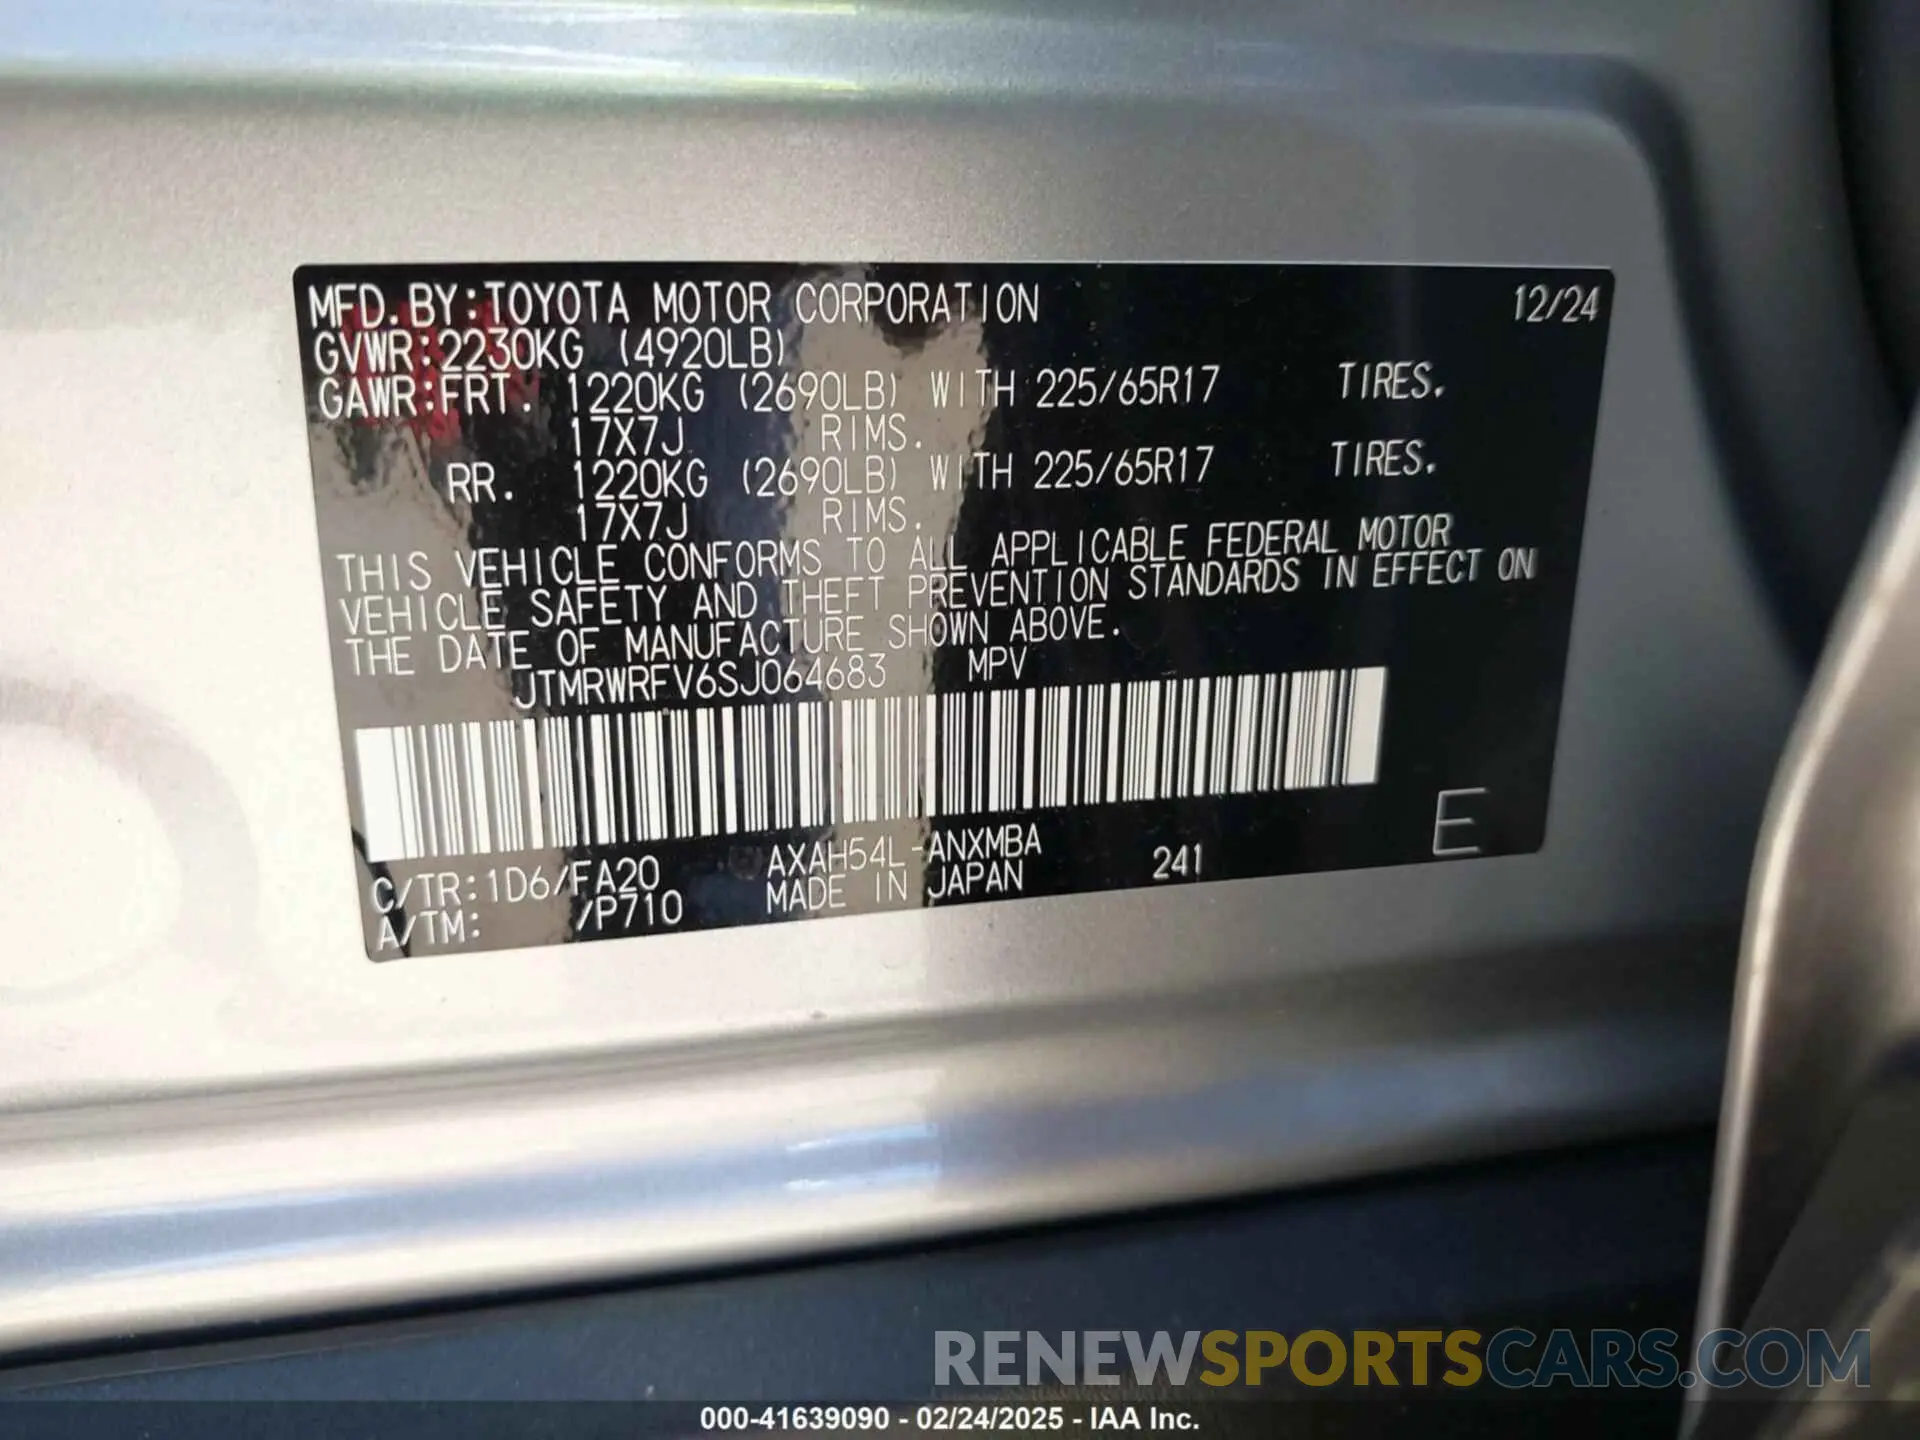 MFD. BY:TOYOTA MOTOR CORPORATION 12/24
GVWR:2230KG (4920LB)
GAWR:FRT. 1220KG (2690LB) WITH 225/65R17 TIRES.
17X7J RIMS.
RR. 1220KG (2690LB) WITH 225/65R17 TIRES.
17X7J RIMS.
THIS VEHICLE CONFORMS TO ALL APPLICABLE FEDERAL MOTOR
VEHICLE SAFETY AND THEFT PREVENTION STANDARDS IN EFFECT ON
THE DATE OF MANUFACTURE SHOWN ABOVE.
JTMRWRFV6SJ064683 MPV
E
C/TR:1D6/FA20 AXAH54L-ANXMBA 241
A/TM: /P710 MADE IN JAPAN
RENEWSPORTSCARS.COM
000-41639090 - 02/24/2025 - IAA Inc.